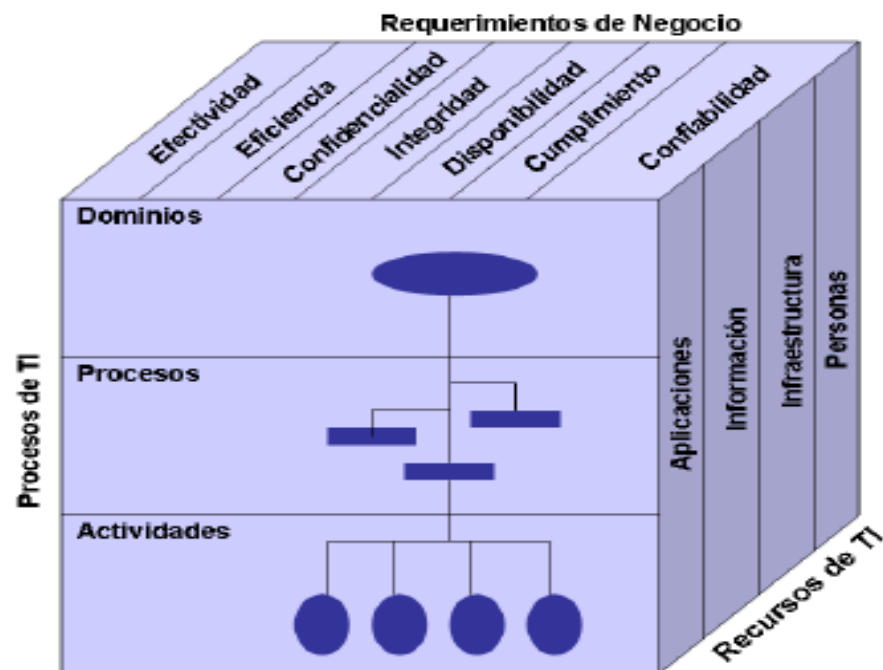 Requerimientos de Negocio
Efectividad
Eficiencia
Confidencialidad
Integridad
Disponibilidad
Cumplimiento
Confiabilidad
Dominios
Procesos
Actividades
Procesos de TI
Aplicaciones
Información
Infraestructura
Personas
Recursos de TI